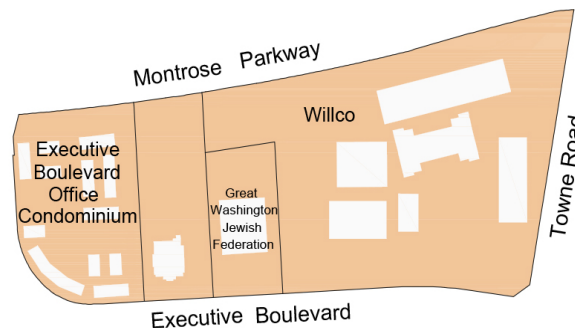 Montrose Parkway
Willco
Executive
Boulevard
Office
Condominium
Great
Washington
Jewish
Federation
Towne Road
Executive Boulevard